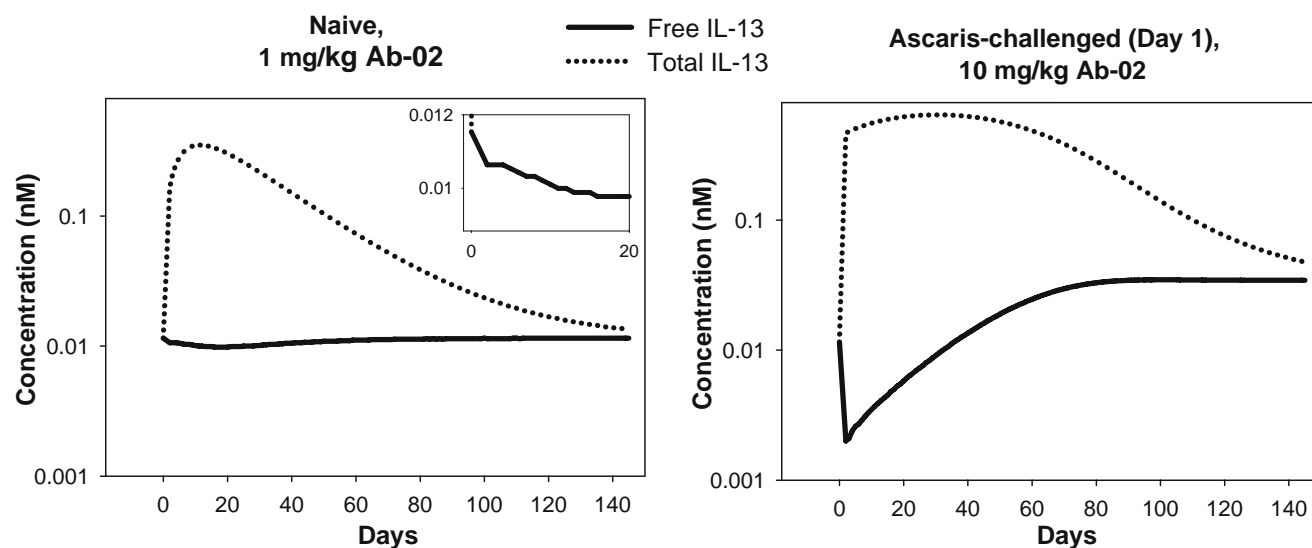 Naive,
1 mg/kg Ab-02
Free IL-13
Total IL-13
Ascaris-challenged (Day 1),
10 mg/kg Ab-02
Concentration (nM)
0.1
0.01
0.001
0 20 40 60 80 100 120 140
Days
0.012
0.01
0 20
Concentration (nM)
0.1
0.01
0.001
0 20 40 60 80 100 120 140
Days